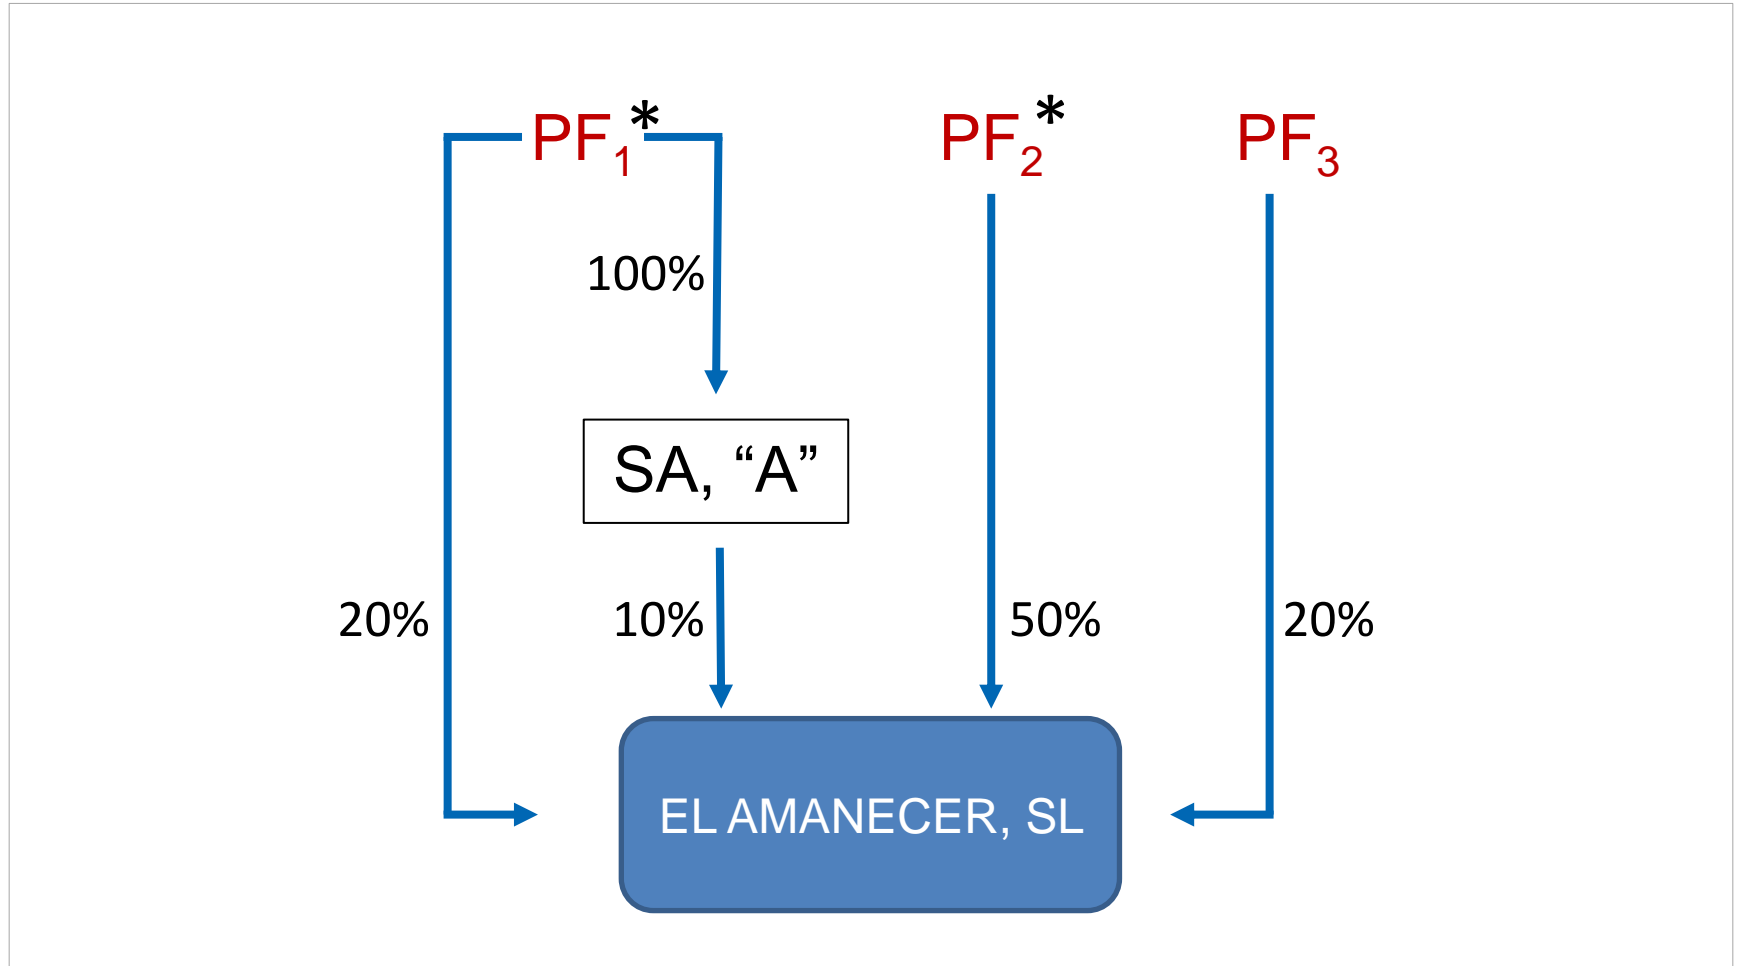 PF1* PF2* PF3
100%
SA, “A”
20% 10% 50% 20%
EL AMANECER, SL